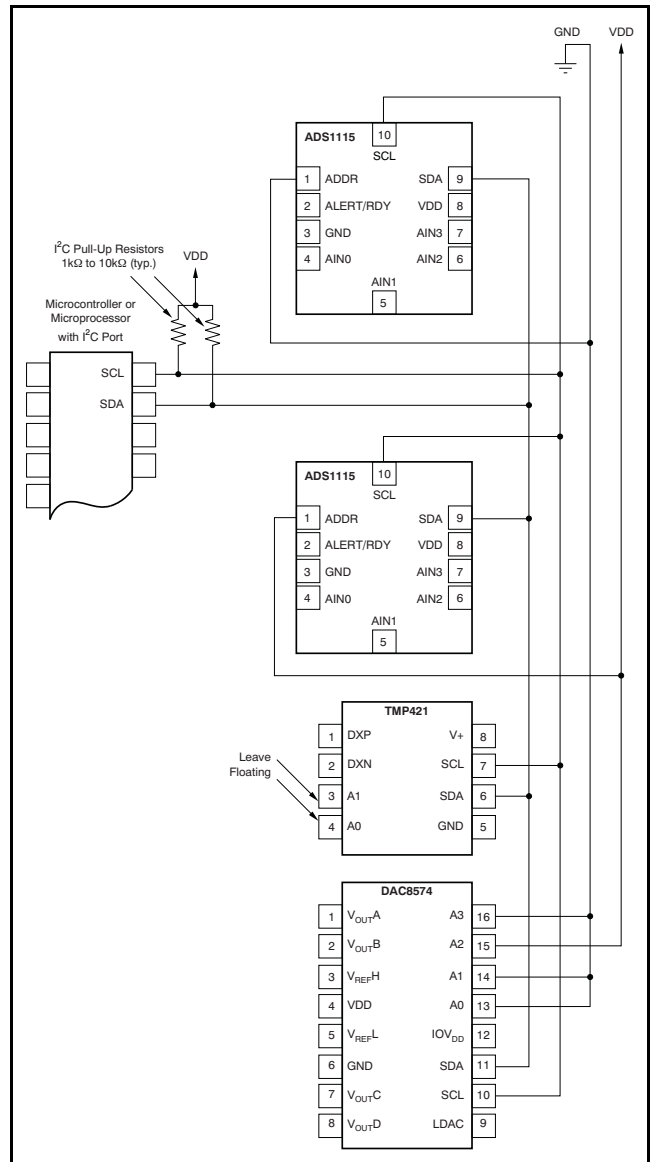 GND VDD
ADS1115
10
SCL
1 ADDR SDA 9
2 ALERT/RDY VDD 8
3 GND AIN3 7
4 AIN0 AIN2 6
AIN1
5
I²C Pull-Up Resistors
1kΩ to 10kΩ (typ.)
VDD
Microcontroller or
Microprocessor
with I²C Port
SCL
SDA
ADS1115
10
SCL
1 ADDR SDA 9
2 ALERT/RDY VDD 8
3 GND AIN3 7
4 AIN0 AIN2 6
AIN1
5
TMP421
1 DXP V+ 8
2 DXN SCL 7
3 A1 SDA 6
4 A0 GND 5
Leave
Floating
DAC8574
1 VOUTA A3 16
2 VOUTB A2 15
3 VREFH A1 14
4 VDD A0 13
5 VREFL IOVDD 12
6 GND SDA 11
7 VOUTC SCL 10
8 VOUTD LDAC 9